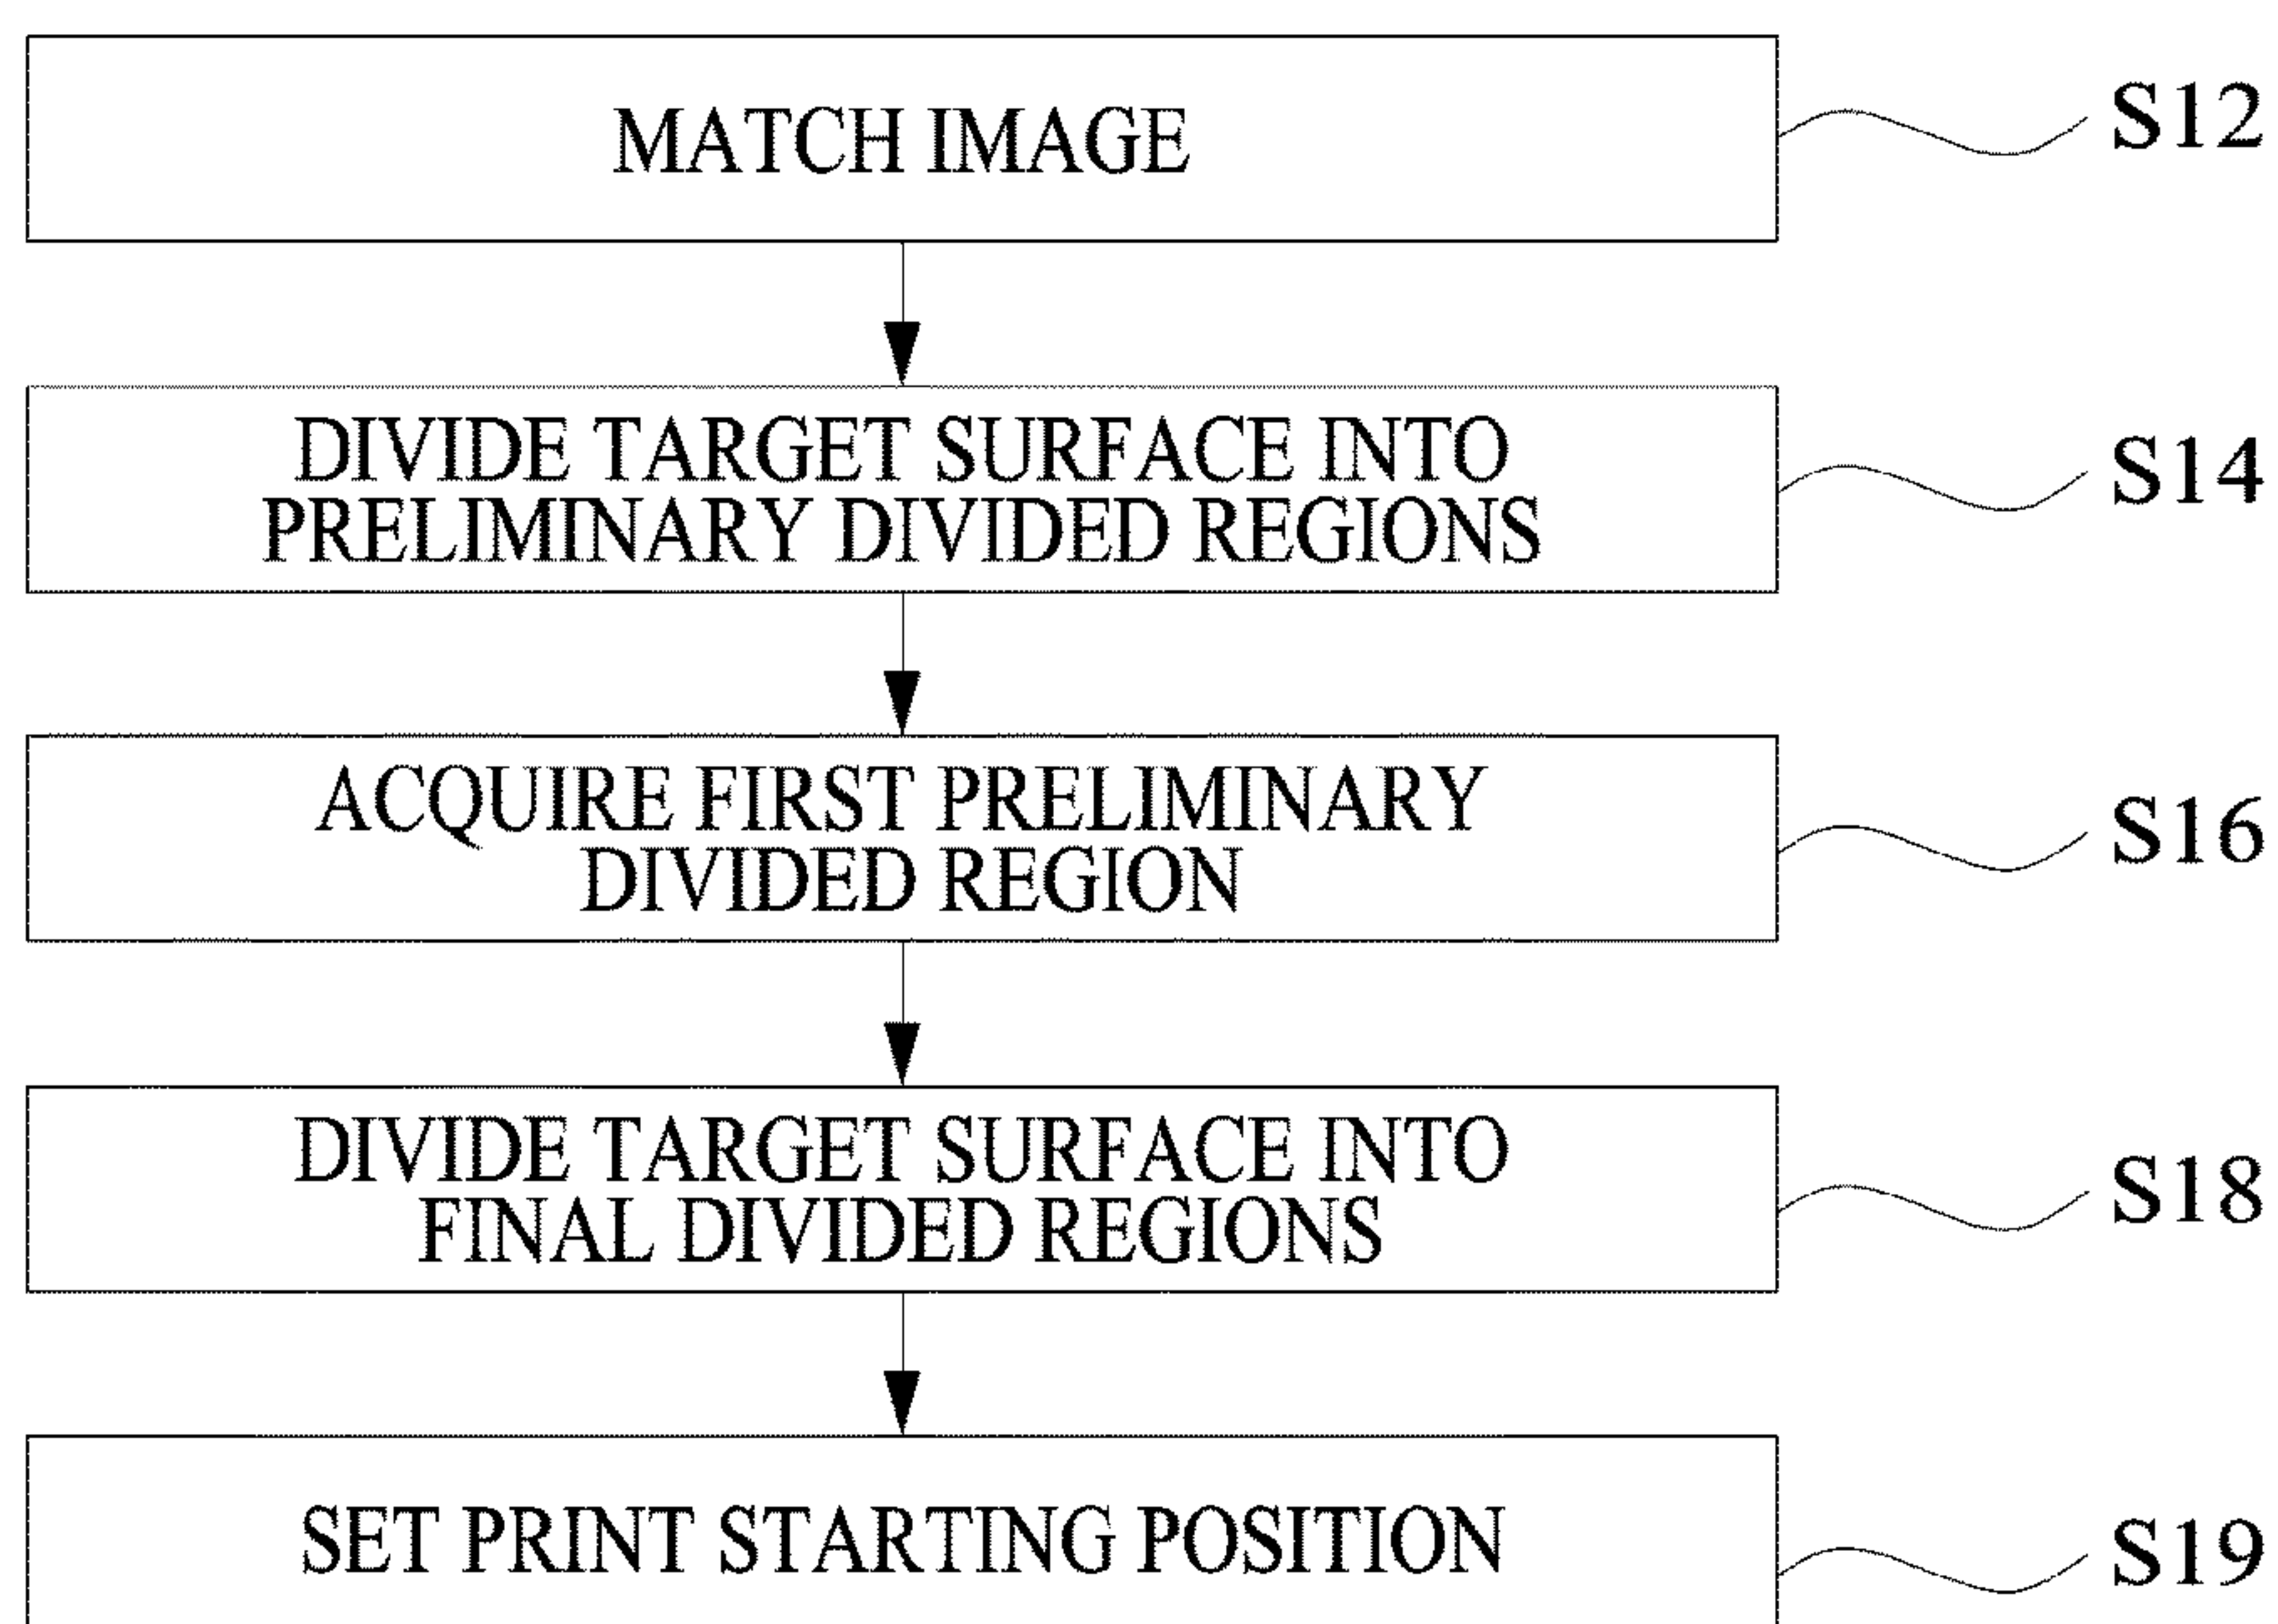 MATCH IMAGE
S12
DIVIDE TARGET SURFACE INTO
PRELIMINARY DIVIDED REGIONS
S14
ACQUIRE FIRST PRELIMINARY
DIVIDED REGION
S16
DIVIDE TARGET SURFACE INTO
FINAL DIVIDED REGIONS
S18
SET PRINT STARTING POSITION
S19